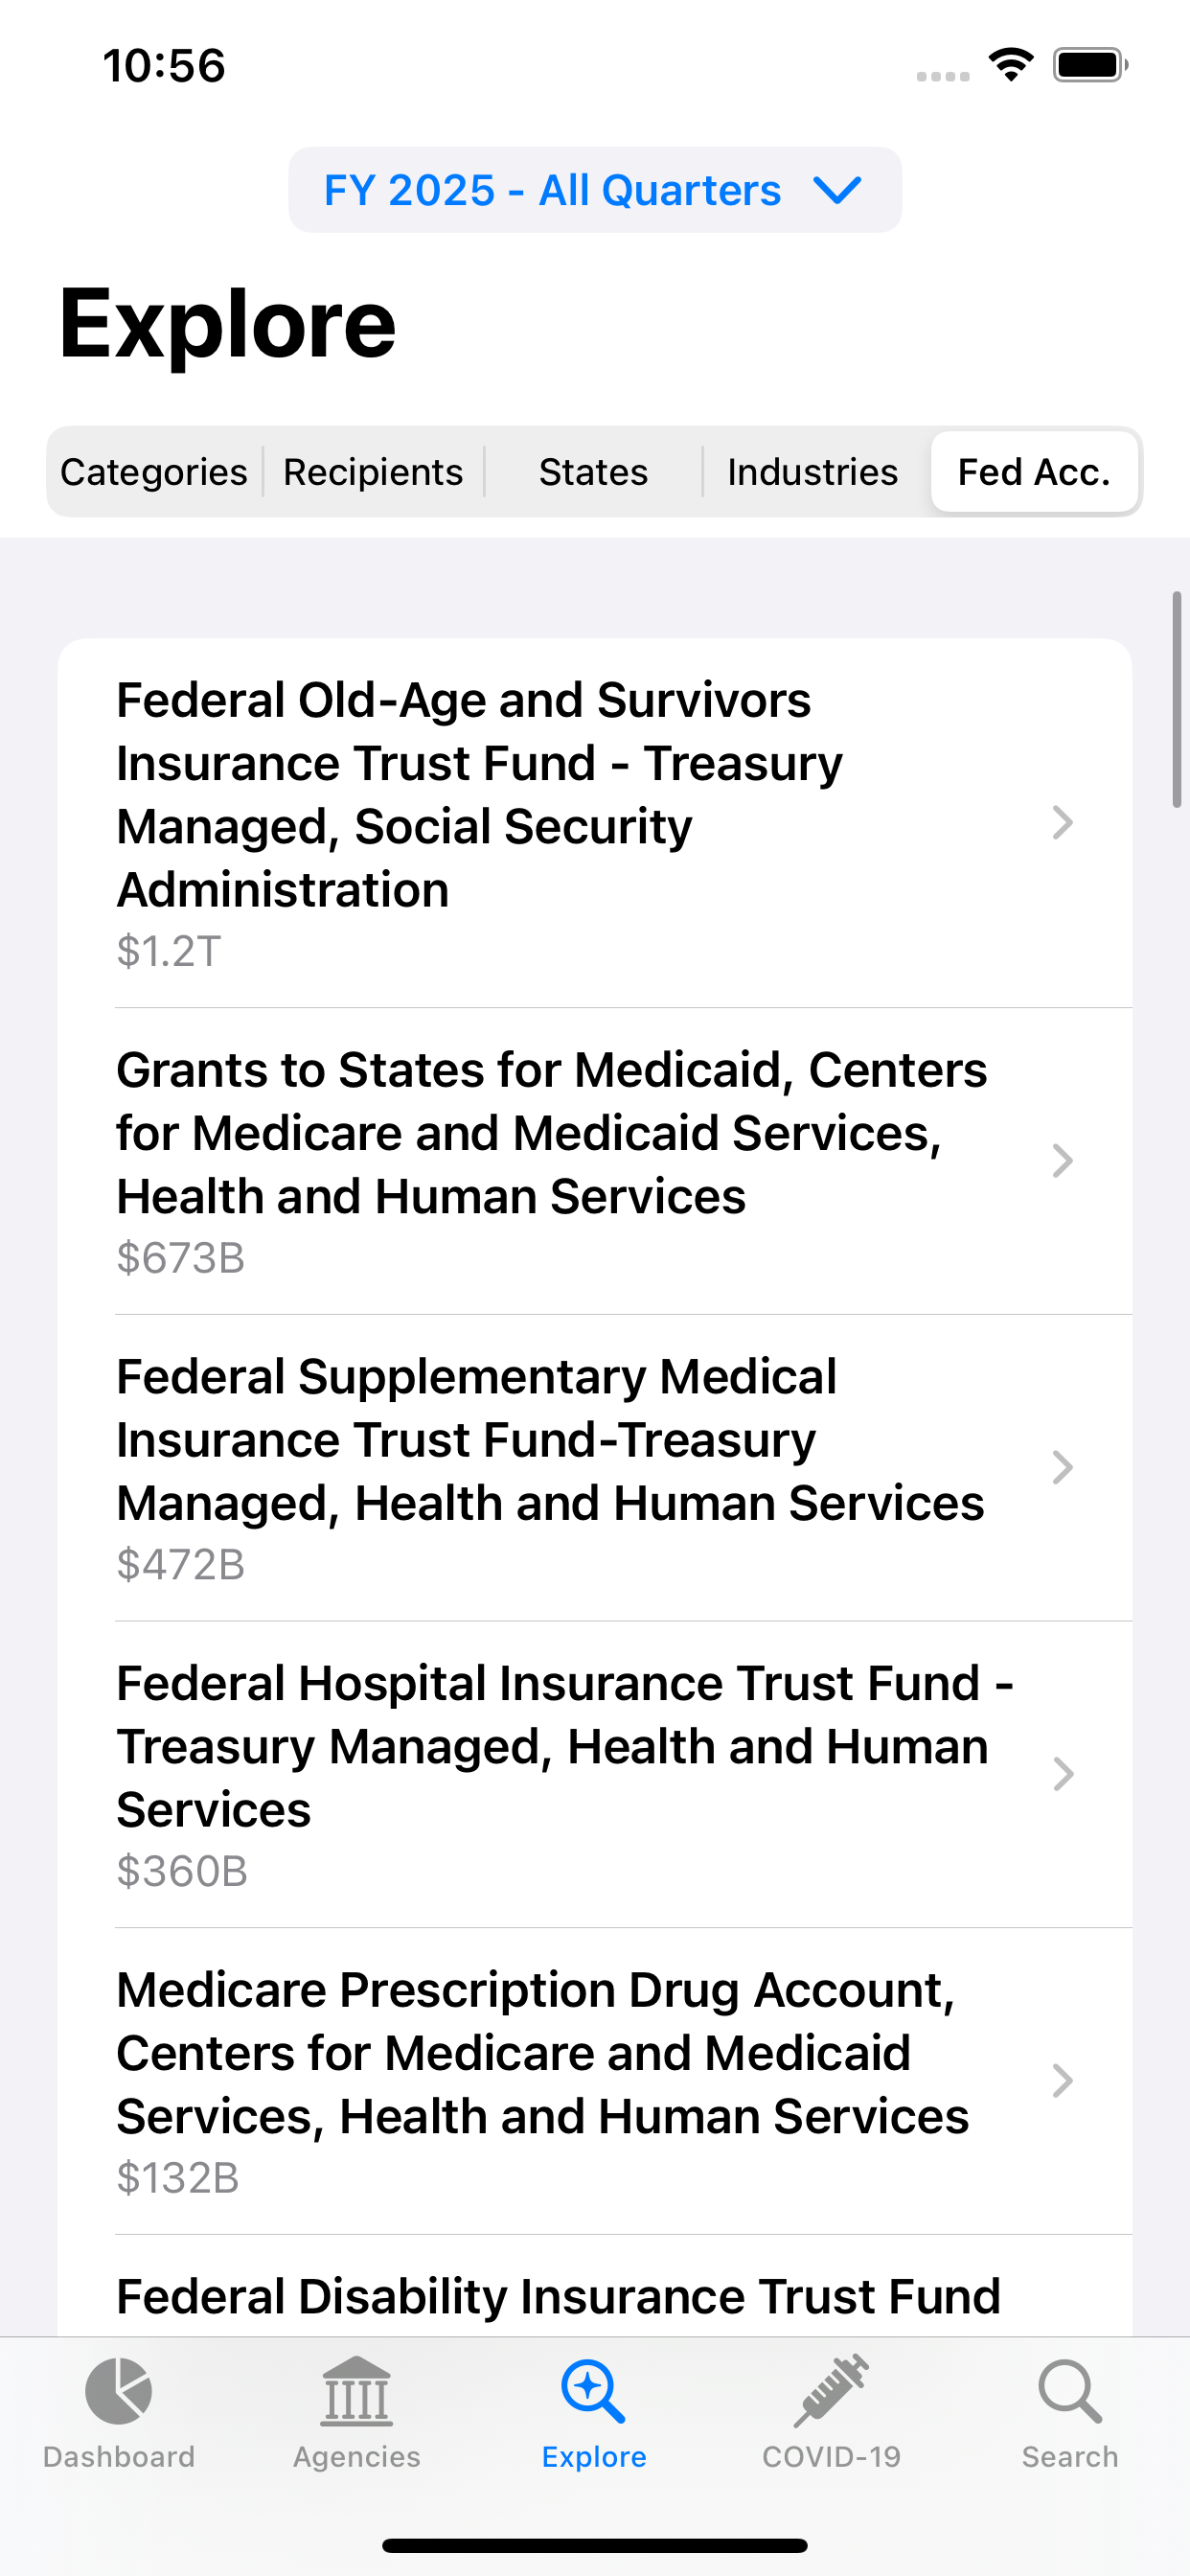 10:56
FY 2025 - All Quarters
Explore
Categories
Recipients
States
Industries
Fed Acc.
Federal Old-Age and Survivors
Insurance Trust Fund - Treasury
Managed, Social Security
Administration
$1.2T
Grants to States for Medicaid, Centers
for Medicare and Medicaid Services,
Health and Human Services
$673B
Federal Supplementary Medical
Insurance Trust Fund-Treasury
Managed, Health and Human Services
$472B
Federal Hospital Insurance Trust Fund -
Treasury Managed, Health and Human
Services
$360B
Medicare Prescription Drug Account,
Centers for Medicare and Medicaid
Services, Health and Human Services
$132B
Federal Disability Insurance Trust Fund
Dashboard
Agencies
Explore
COVID-19
Search